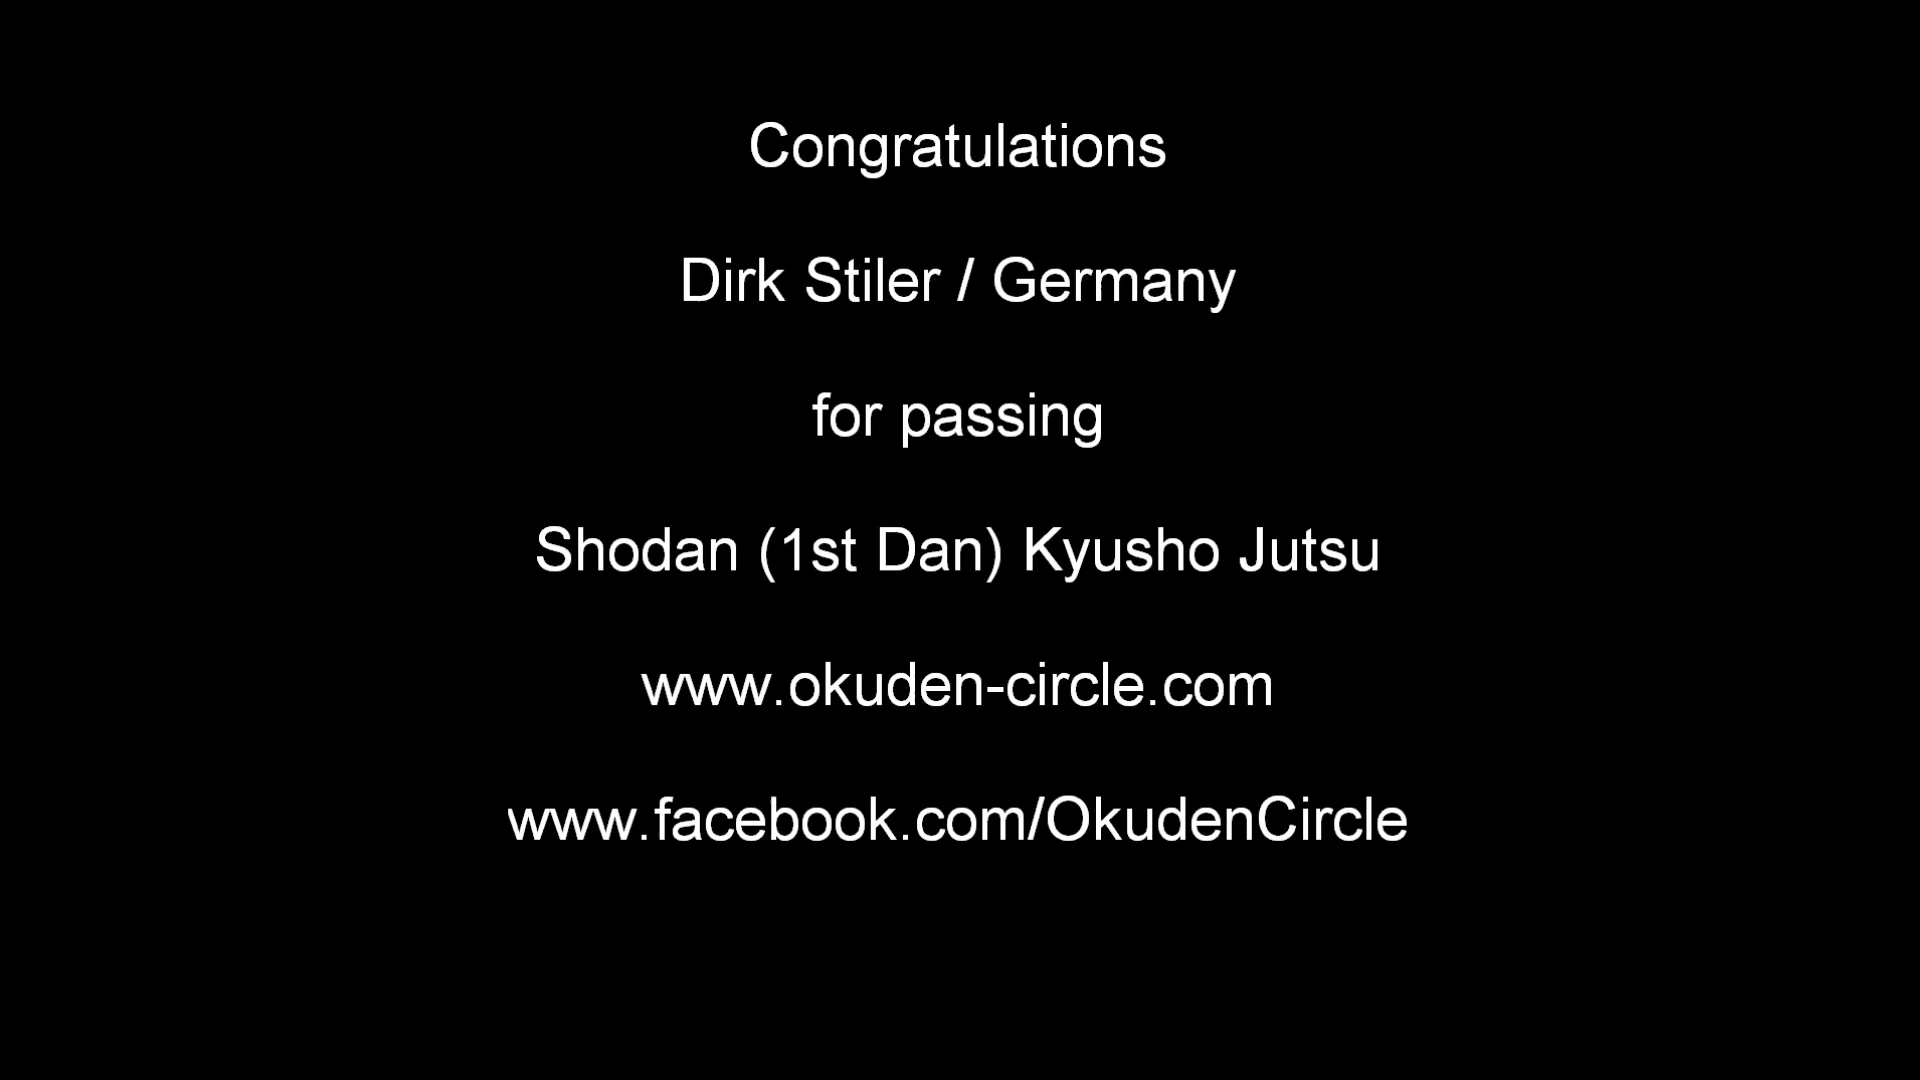 Congratulations
Dirk Stiler / Germany
for passing
Shodan (1st Dan) Kyusho Jutsu
www.okuden-circle.com
www.facebook.com/OkudenCircle